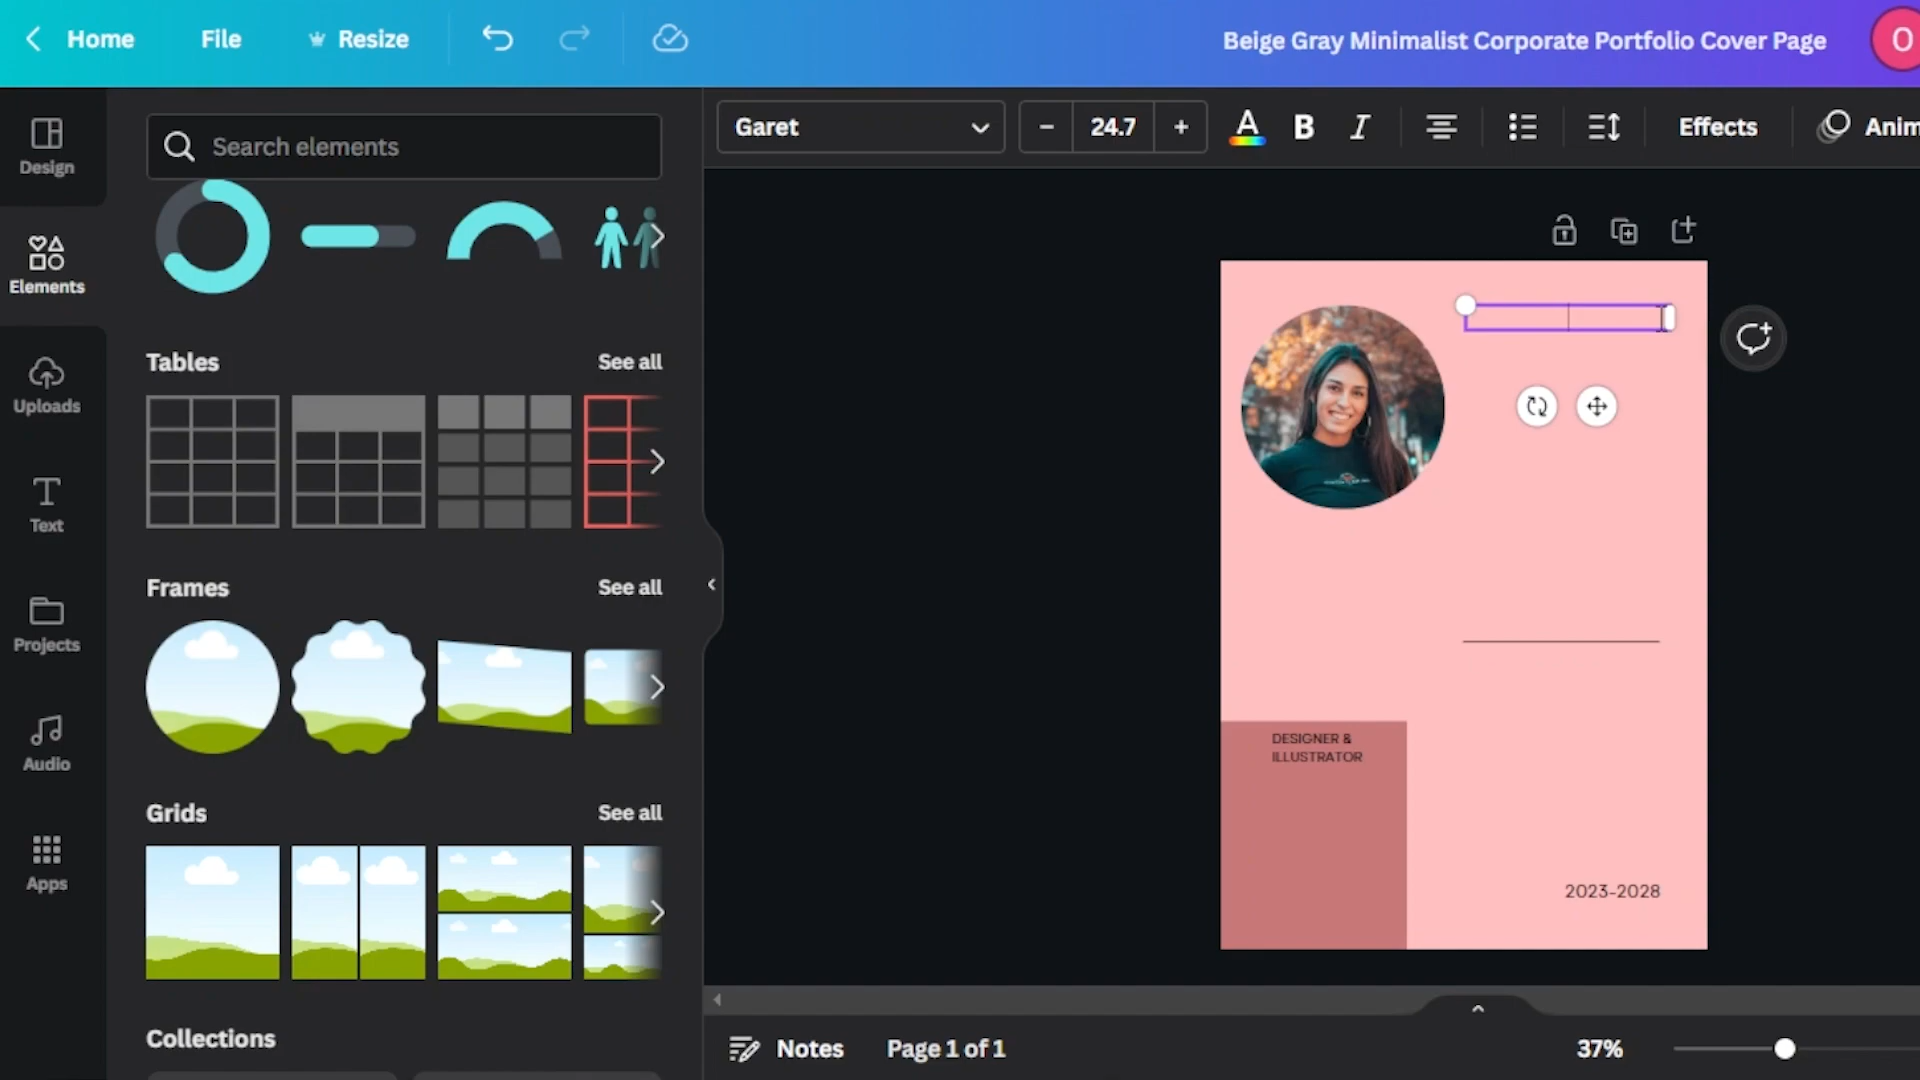 Home File Resize Beige Gray Minimalist Corporate Portfolio Cover Page O
Design
Elements
Uploads
Text
Projects
Audio
Apps
Search elements
Tables See all
Frames See all
Grids See all
Collections
Garet − 24.7 + A B I Effects Anim
DESIGNER &
ILLUSTRATOR
2023-2028
Notes Page 1 of 1 37%